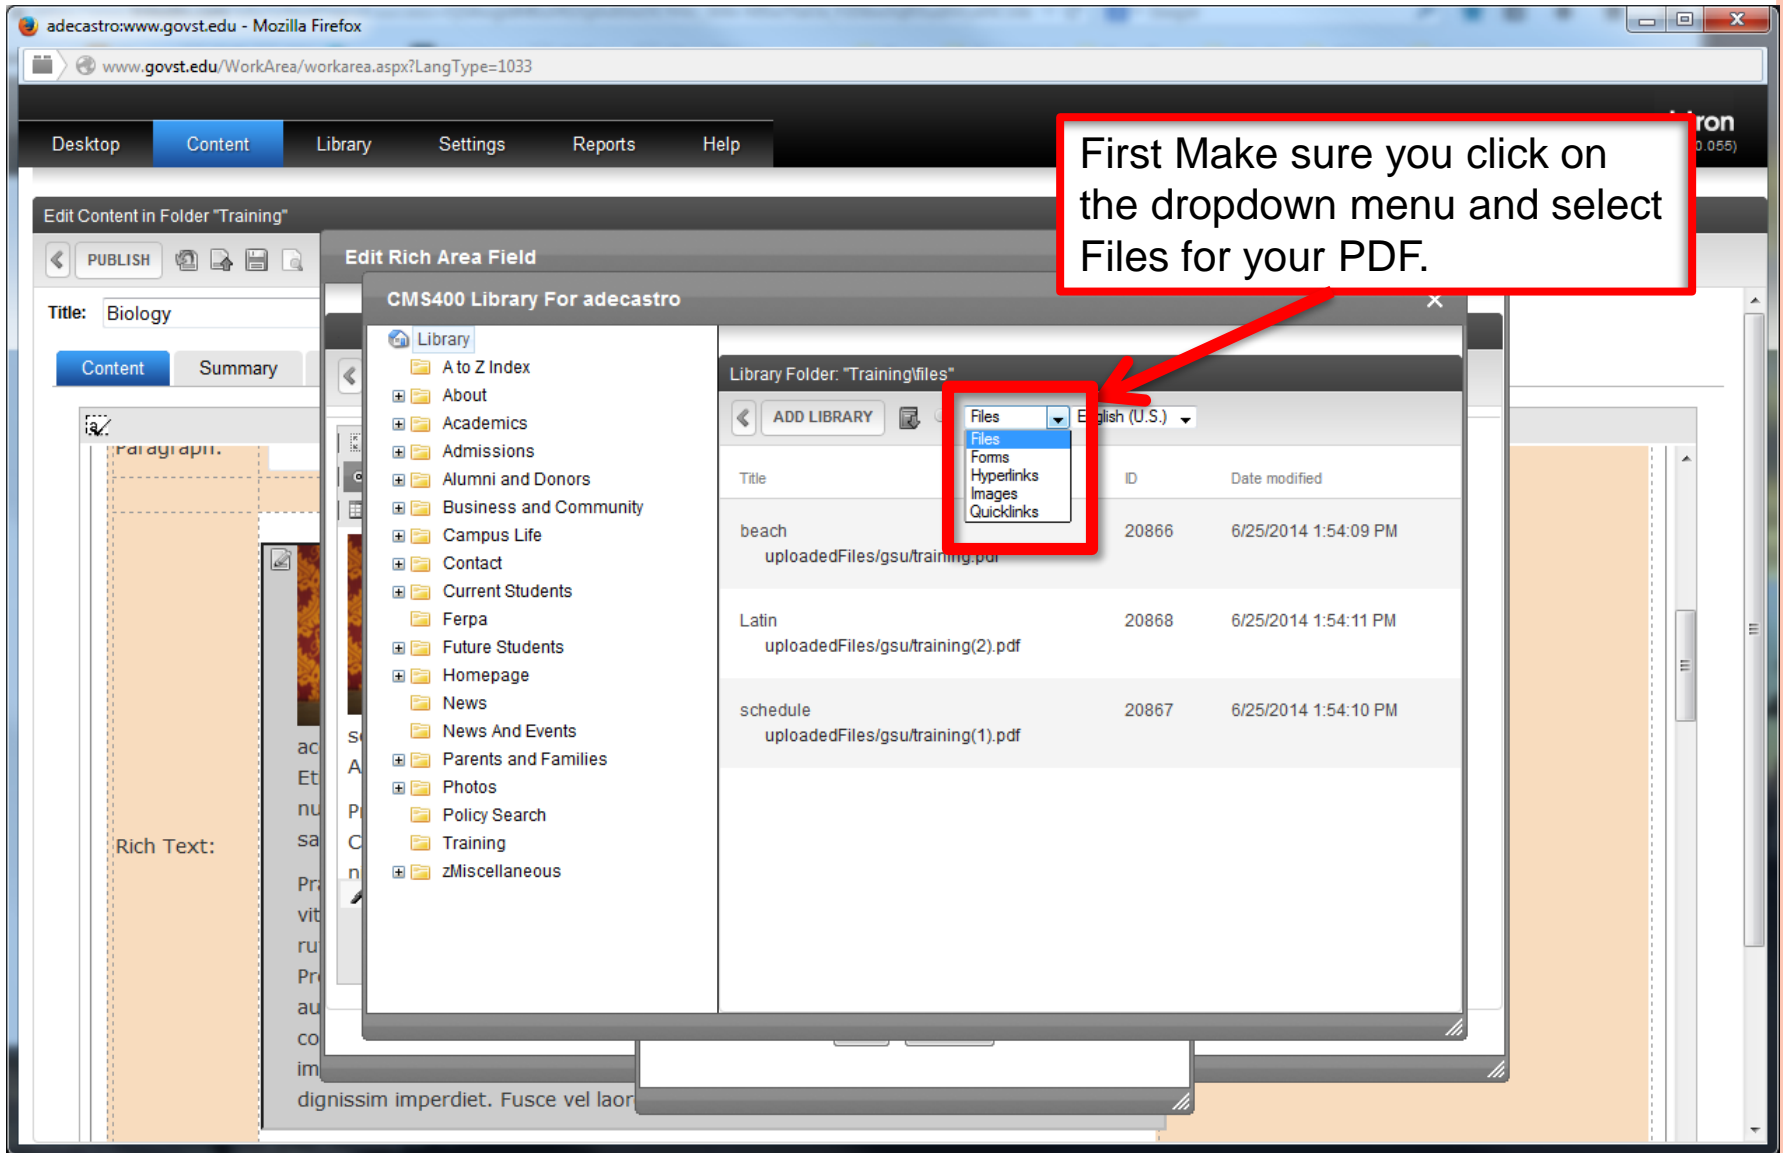 adecastro:www.govst.edu - Mozilla Firefox
www.govst.edu/WorkArea/workarea.aspx?LangType=1033
Desktop Content Library Settings Reports Help
First Make sure you click on
the dropdown menu and select
Files for your PDF.
Edit Content in Folder "Training"
PUBLISH
Title: Biology
Content Summary
Paragraph:
Rich Text:
Edit Rich Area Field
CMS400 Library For adecastro
Library
A to Z Index
About
Academics
Admissions
Alumni and Donors
Business and Community
Campus Life
Contact
Current Students
Ferpa
Future Students
Homepage
News
News And Events
Parents and Families
Photos
Policy Search
Training
zMiscellaneous
Library Folder: "Training\files"
ADD LIBRARY Files English (U.S.)
Files
Forms
Hyperlinks
Images
Quicklinks
Title ID Date modified
beach 20866 6/25/2014 1:54:09 PM
uploadedFiles/gsu/training.pdf
Latin 20868 6/25/2014 1:54:11 PM
uploadedFiles/gsu/training(2).pdf
schedule 20867 6/25/2014 1:54:10 PM
uploadedFiles/gsu/training(1).pdf
dignissim imperdiet. Fusce vel laor